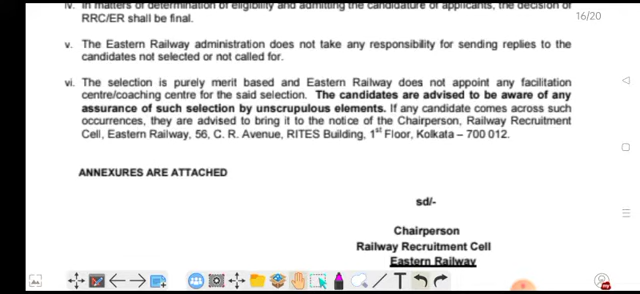 iv. In matters of determination of eligibility and admitting the candidature of applicants, the decision of
RRC/ER shall be final.
16/20
v. The Eastern Railway administration does not take any responsibility for sending replies to the
candidates not selected or not called for.
vi. The selection is purely merit based and Eastern Railway does not appoint any facilitation
centre/coaching centre for the said selection. The candidates are advised to be aware of any
assurance of such selection by unscrupulous elements. If any candidate comes across such
occurrences, they are advised to bring it to the notice of the Chairperson, Railway Recruitment
Cell, Eastern Railway, 56, C. R. Avenue, RITES Building, 1st Floor, Kolkata – 700 012.
ANNEXURES ARE ATTACHED
sd/-
Chairperson
Railway Recruitment Cell
Eastern Railway
T